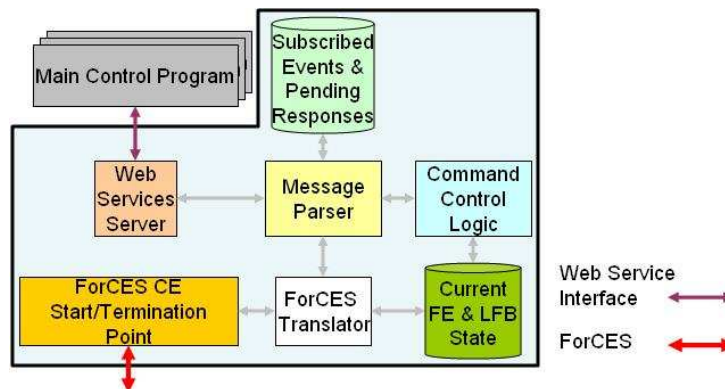 Main Control Program
Subscribed
Events &
Pending
Responses
Web
Services
Server
Message
Parser
Command
Control
Logic
ForCES CE
Start/Termination
Point
ForCES
Translator
Current
FE & LFB
State
Web Service
Interface
ForCES